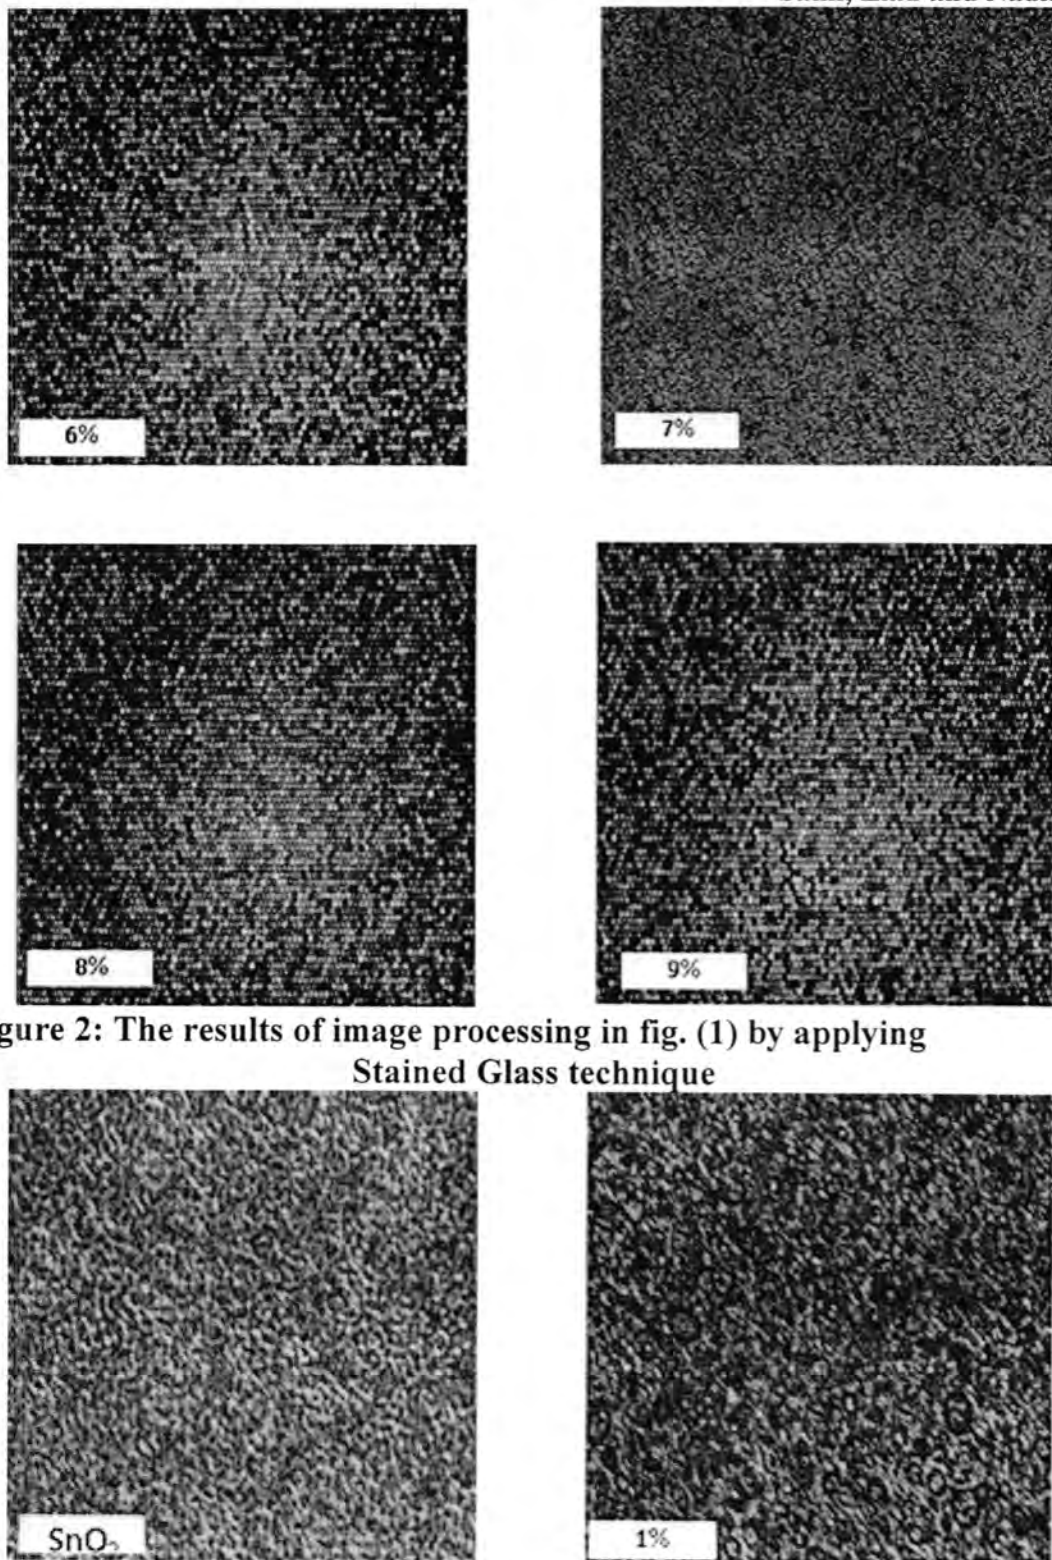 6%
7%
8%
9%
gure 2: The results of image processing in fig. (1) by applying
Stained Glass technique
SnO₂
1%